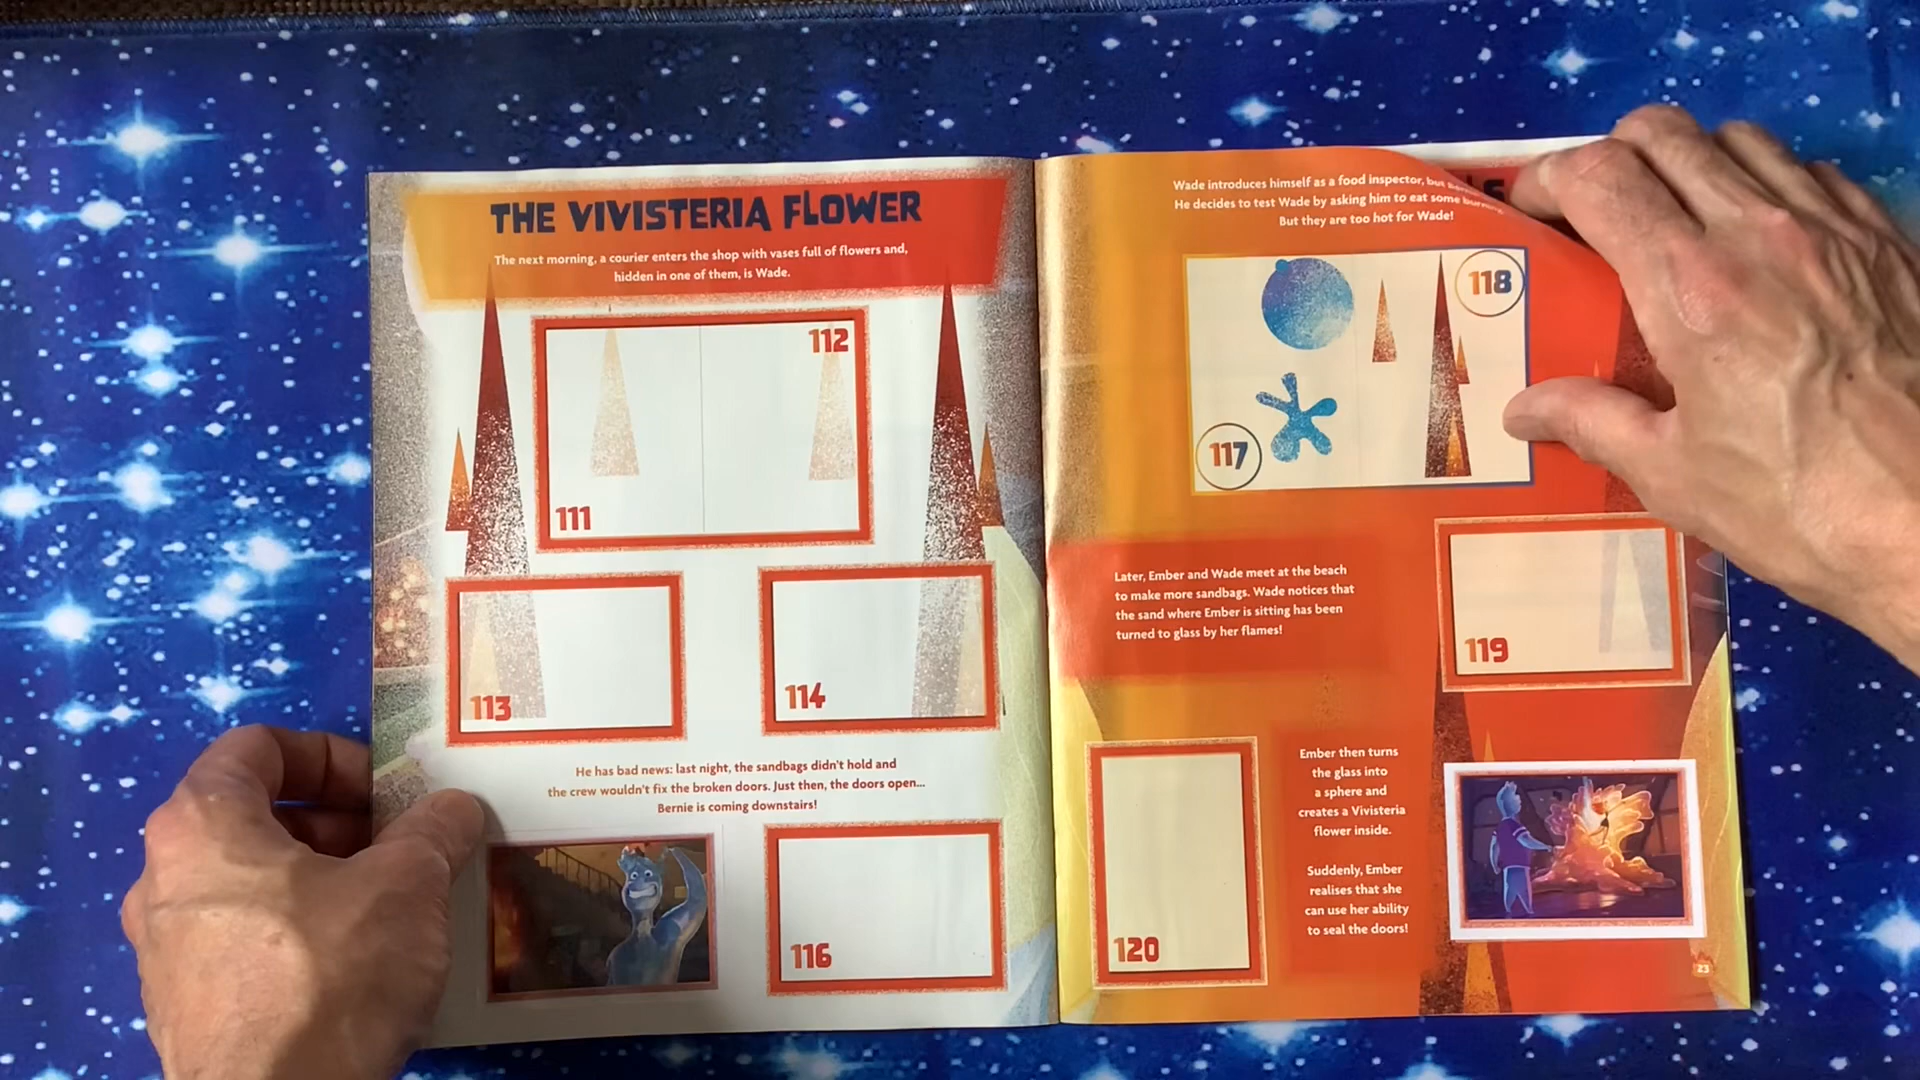 THE VIVISTERIA FLOWER
The next morning, a courier enters the shop with vases full of flowers and,
hidden in one of them, is Wade.
112
111
113
114
He has bad news: last night, the sandbags didn't hold and
the crew wouldn't fix the broken doors. Just then, the doors open...
Bernie is coming downstairs!
116
Wade introduces himself as a food inspector, but
He decides to test Wade by asking him to eat some
But they are too hot for Wade!
118
117
Later, Ember and Wade meet at the beach
to make more sandbags. Wade notices that
the sand where Ember is sitting has been
turned to glass by her flames!
119
Ember then turns
the glass into
a sphere and
creates a Vivisteria
flower inside.
Suddenly, Ember
realises that she
can use her ability
to seal the doors!
120
23